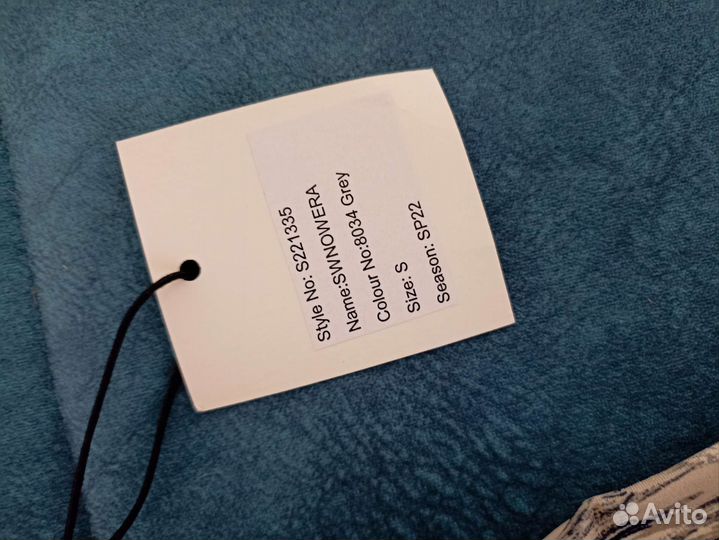 Style No: S221335
Name:SWNOWERA
Colour No:8034 Grey
Size: S
Season: SP22
Avito